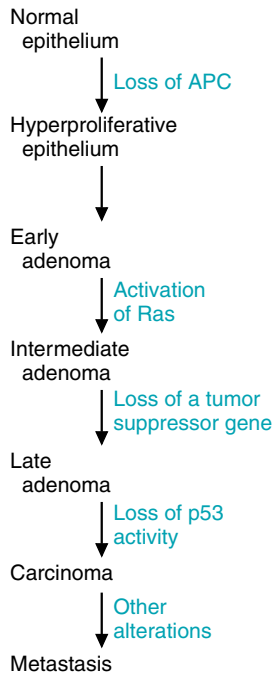 Normal
epithelium
Loss of APC
Hyperproliferative
epithelium
Early
adenoma
Activation
of Ras
Intermediate
adenoma
Loss of a tumor
suppressor gene
Late
adenoma
Loss of p53
activity
Carcinoma
Other
alterations
Metastasis